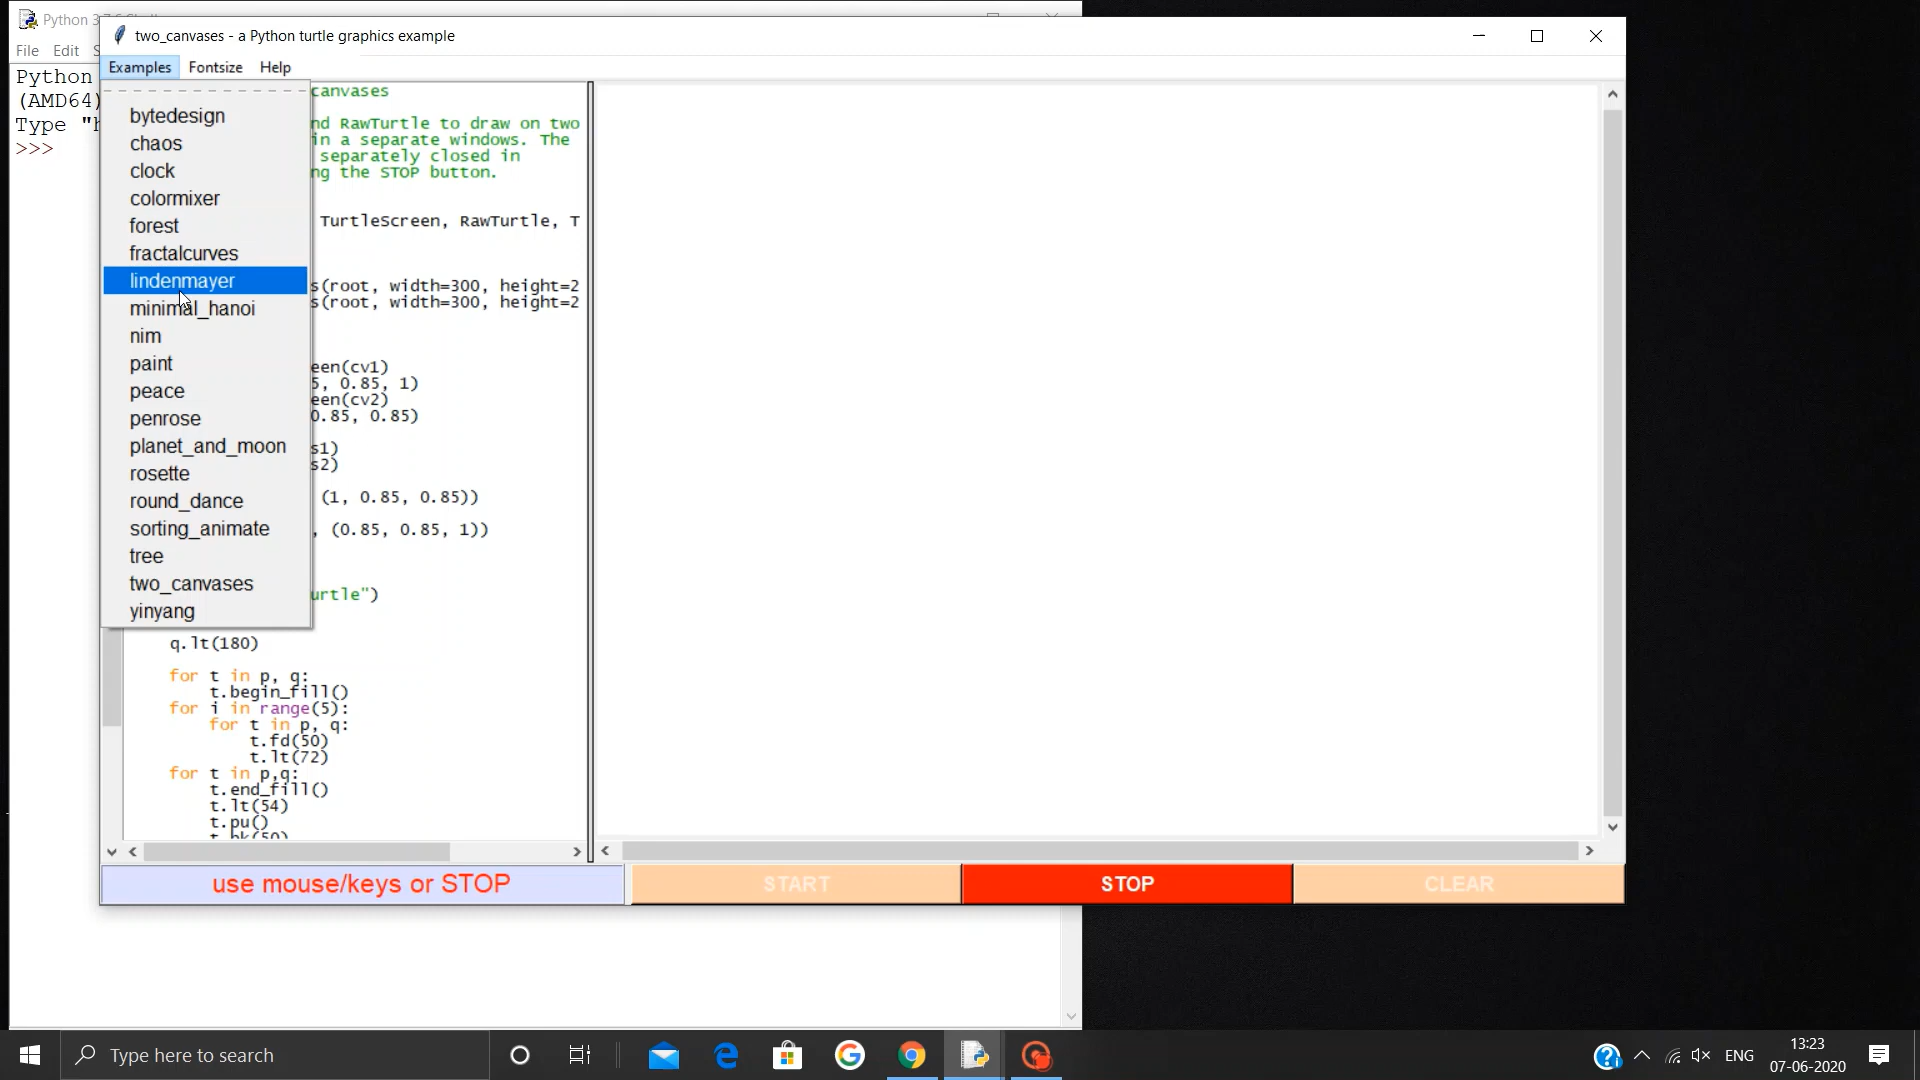 Python 3.7
two_canvases - a Python turtle graphics example
File Edit
Examples Fontsize Help
Python
(AMD64)
Type "h
>>>
bytedesign
chaos
clock
colormixer
forest
fractalcurves
lindenmayer
minimal_hanoi
nim
paint
peace
penrose
planet_and_moon
rosette
round_dance
sorting_animate
tree
two_canvases
yinyang
canvases
nd RawTurtle to draw on two
in a separate windows. The
separately closed in
ng the STOP button.
TurtleScreen, RawTurtle, T
s(root, width=300, height=2
s(root, width=300, height=2
een(cv1)
5, 0.85, 1)
een(cv2)
0.85, 0.85)
s1)
s2)
(1, 0.85, 0.85))
, (0.85, 0.85, 1))
urtle")
q.lt(180)
for t in p, q:
t.begin_fill()
for i in range(5):
for t in p, q:
t.fd(50)
t.lt(72)
for t in p,q:
t.end_fill()
t.lt(54)
t.pu()
t.bk(50)
use mouse/keys or STOP
START
STOP
CLEAR
Type here to search
ENG
13:23
07-06-2020